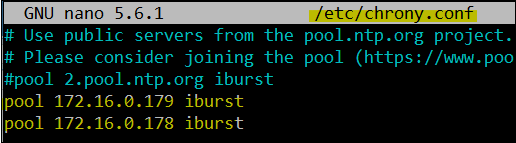 GNU nano 5.6.1 /etc/chrony.conf
# Use public servers from the pool.ntp.org project.
# Please consider joining the pool (https://www.poo
#pool 2.pool.ntp.org iburst
pool 172.16.0.179 iburst
pool 172.16.0.178 iburst